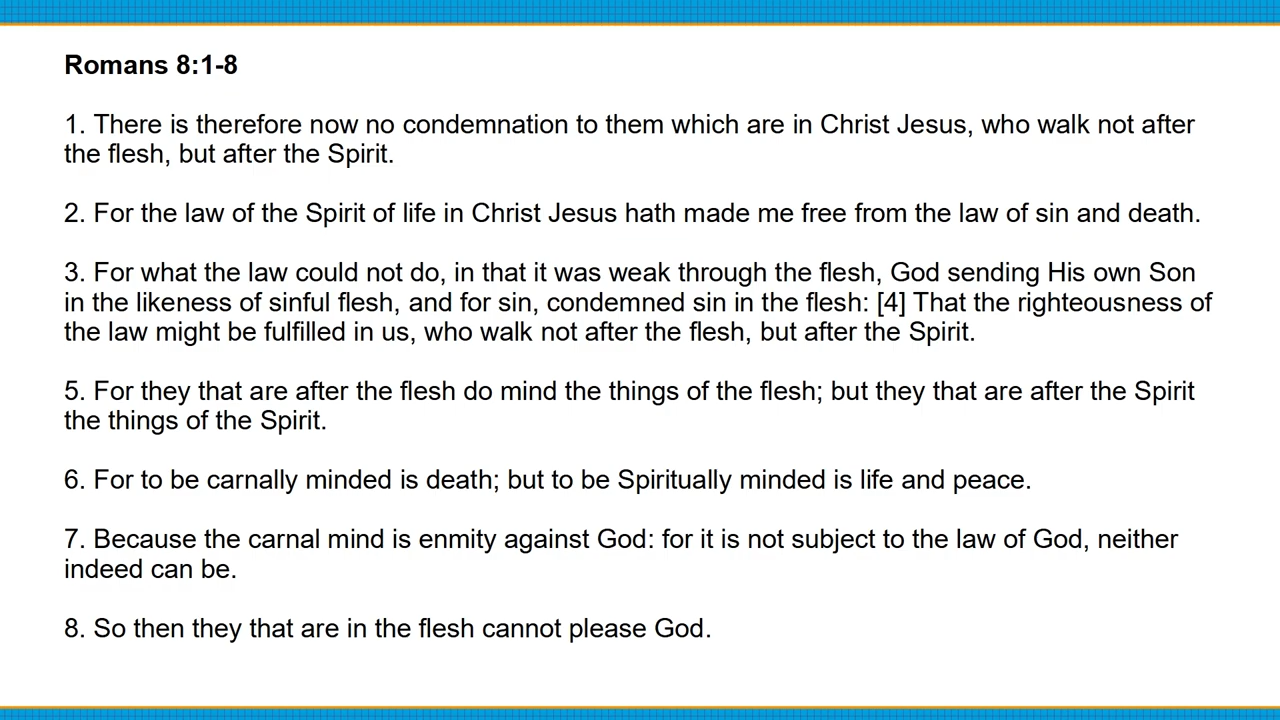 Romans 8:1-8
1. There is therefore now no condemnation to them which are in Christ Jesus, who walk not after
the flesh, but after the Spirit.
2. For the law of the Spirit of life in Christ Jesus hath made me free from the law of sin and death.
3. For what the law could not do, in that it was weak through the flesh, God sending His own Son
in the likeness of sinful flesh, and for sin, condemned sin in the flesh: [4] That the righteousness of
the law might be fulfilled in us, who walk not after the flesh, but after the Spirit.
5. For they that are after the flesh do mind the things of the flesh; but they that are after the Spirit
the things of the Spirit.
6. For to be carnally minded is death; but to be Spiritually minded is life and peace.
7. Because the carnal mind is enmity against God: for it is not subject to the law of God, neither
indeed can be.
8. So then they that are in the flesh cannot please God.